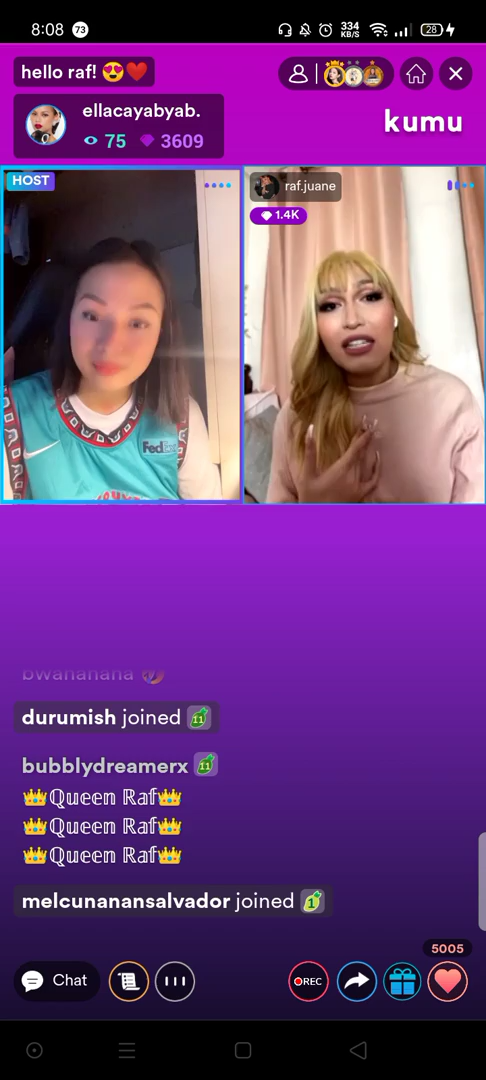 8:08 73 334 KB/S 28
hello raf! 😍❤️
ellacayabyab.
75 3609
kumu
HOST
raf.juane
1.4K
FedEx
bwahahaha
durumish joined 11
bubblydreamerx 11
👑ℚ𝕦𝕖𝕖𝕟 ℝ𝕒𝕗👑
👑ℚ𝕦𝕖𝕖𝕟 ℝ𝕒𝕗👑
👑ℚ𝕦𝕖𝕖𝕟 ℝ𝕒𝕗👑
melcunanansalvador joined 1
5005
Chat REC